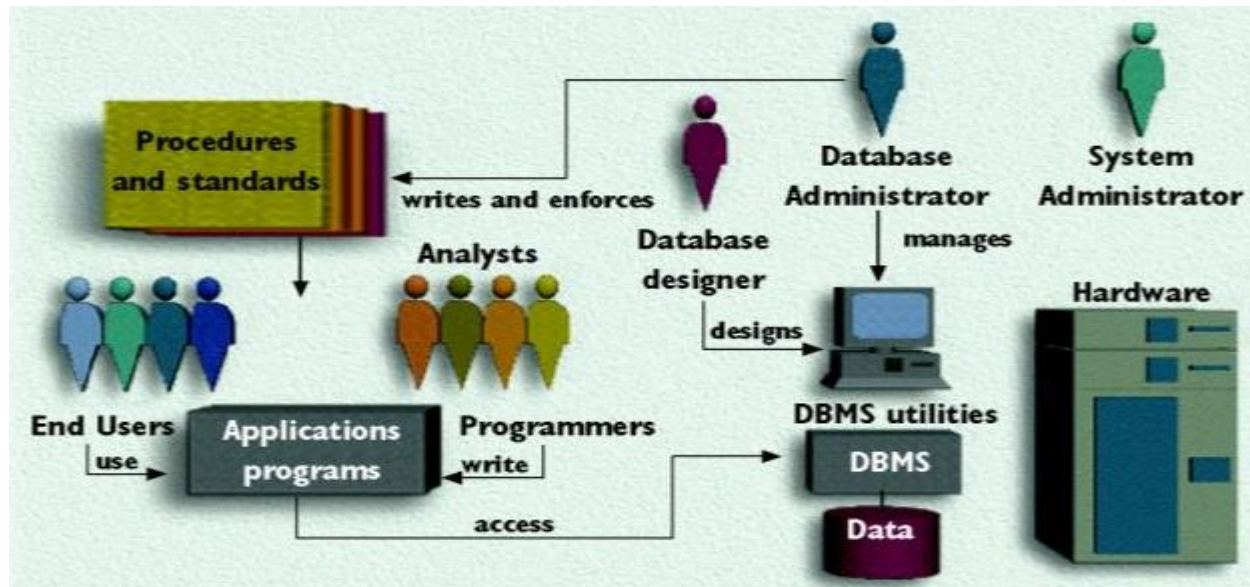 Procedures
and standards
writes and enforces
Database
Administrator
System
Administrator
manages
Analysts
Database
designer
designs
Hardware
End Users
use
Applications
programs
Programmers
write
access
DBMS utilities
DBMS
Data